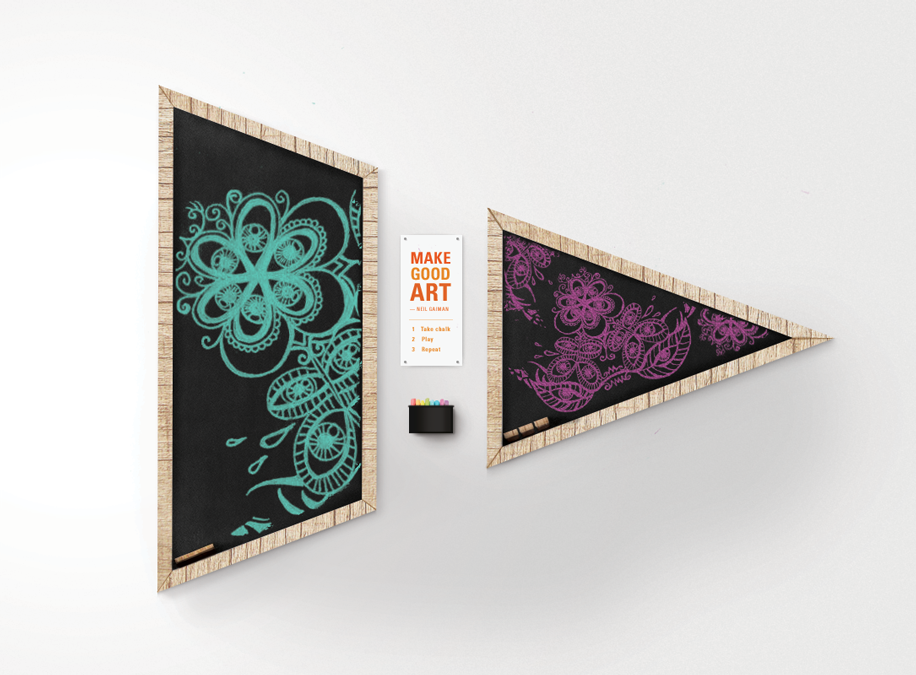 MAKE
GOOD
ART
— NEIL GAIMAN
1 Take chalk
2 Play
3 Repeat